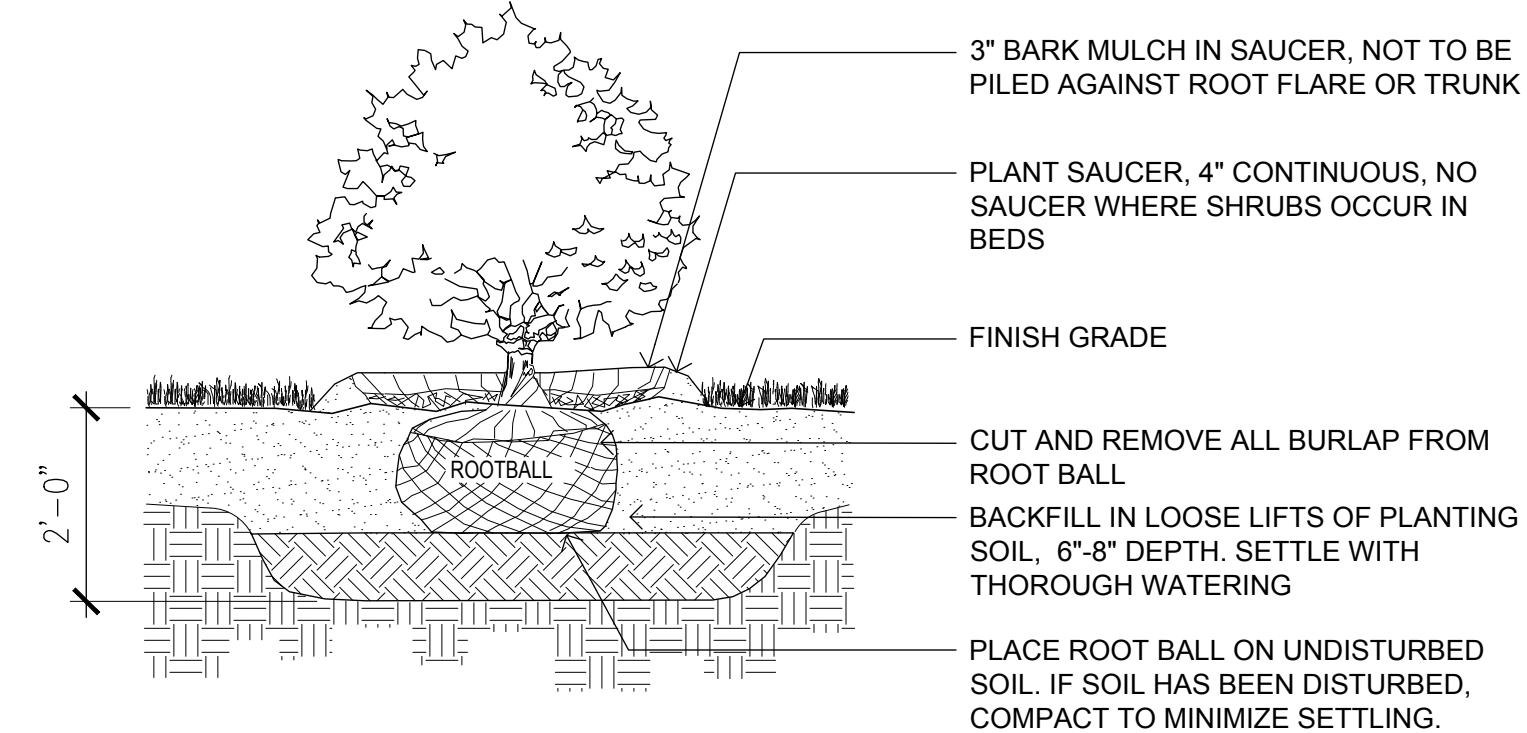 3" BARK MULCH IN SAUCER, NOT TO BE
PILED AGAINST ROOT FLARE OR TRUNK
PLANT SAUCER, 4" CONTINUOUS, NO
SAUCER WHERE SHRUBS OCCUR IN
BEDS
FINISH GRADE
CUT AND REMOVE ALL BURLAP FROM
ROOT BALL
ROOTBALL
2'-0"
BACKFILL IN LOOSE LIFTS OF PLANTING
SOIL, 6"-8" DEPTH. SETTLE WITH
THOROUGH WATERING
PLACE ROOT BALL ON UNDISTURBED
SOIL. IF SOIL HAS BEEN DISTURBED,
COMPACT TO MINIMIZE SETTLING.